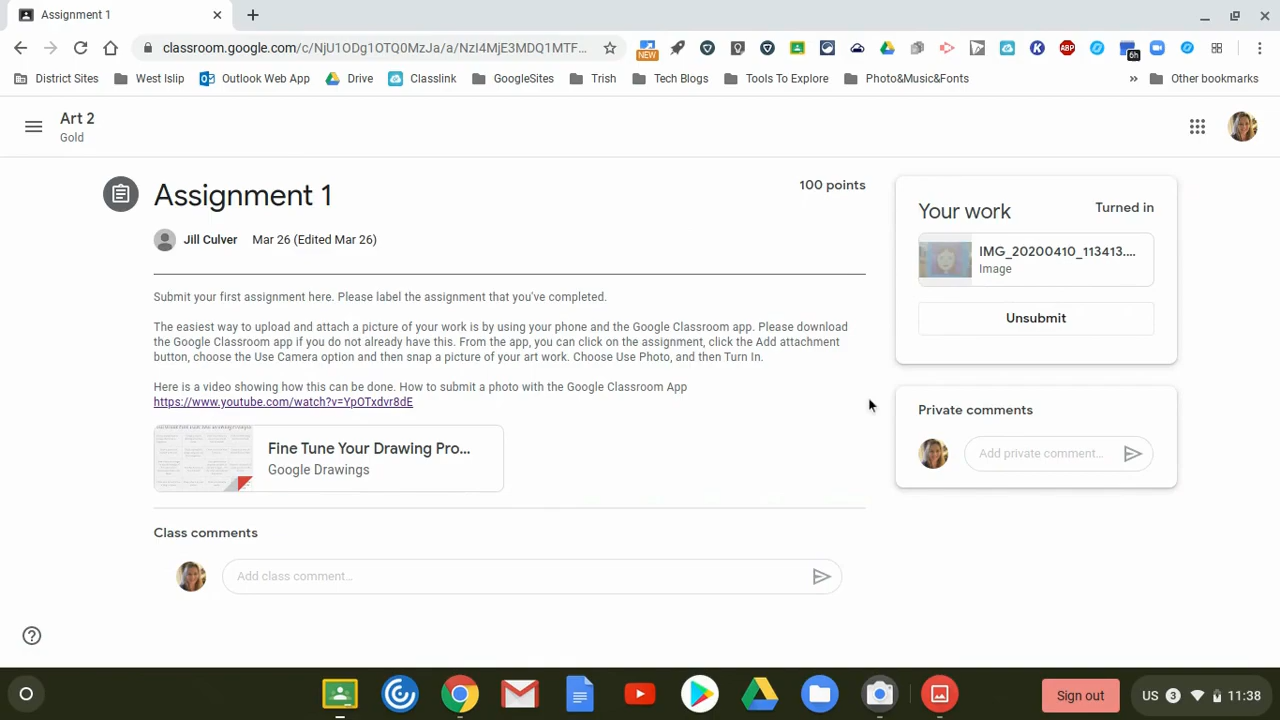 Assignment 1
classroom.google.com/c/NjU1ODg1OTQ0MzJa/a/NzI4MjE3MDQ1MTF…
NEW
ABP
6h
District Sites
West Islip
Outlook Web App
Drive
Classlink
GoogleSites
Trish
Tech Blogs
Tools To Explore
Photo&Music&Fonts
»
Other bookmarks
Art 2
Gold
Assignment 1
100 points
Jill Culver Mar 26 (Edited Mar 26)
Submit your first assignment here. Please label the assignment that you've completed.
The easiest way to upload and attach a picture of your work is by using your phone and the Google Classroom app. Please download
the Google Classroom app if you do not already have this. From the app, you can click on the assignment, click the Add attachment
button, choose the Use Camera option and then snap a picture of your art work. Choose Use Photo, and then Turn In.
Here is a video showing how this can be done. How to submit a photo with the Google Classroom App
https://www.youtube.com/watch?v=YpOTxdvr8dE
Fine Tune Your Drawing Pro...
Google Drawings
Class comments
Add class comment…
Your work
Turned in
IMG_20200410_113413....
Image
Unsubmit
Private comments
Add private comment…
Sign out
US 3 11:38